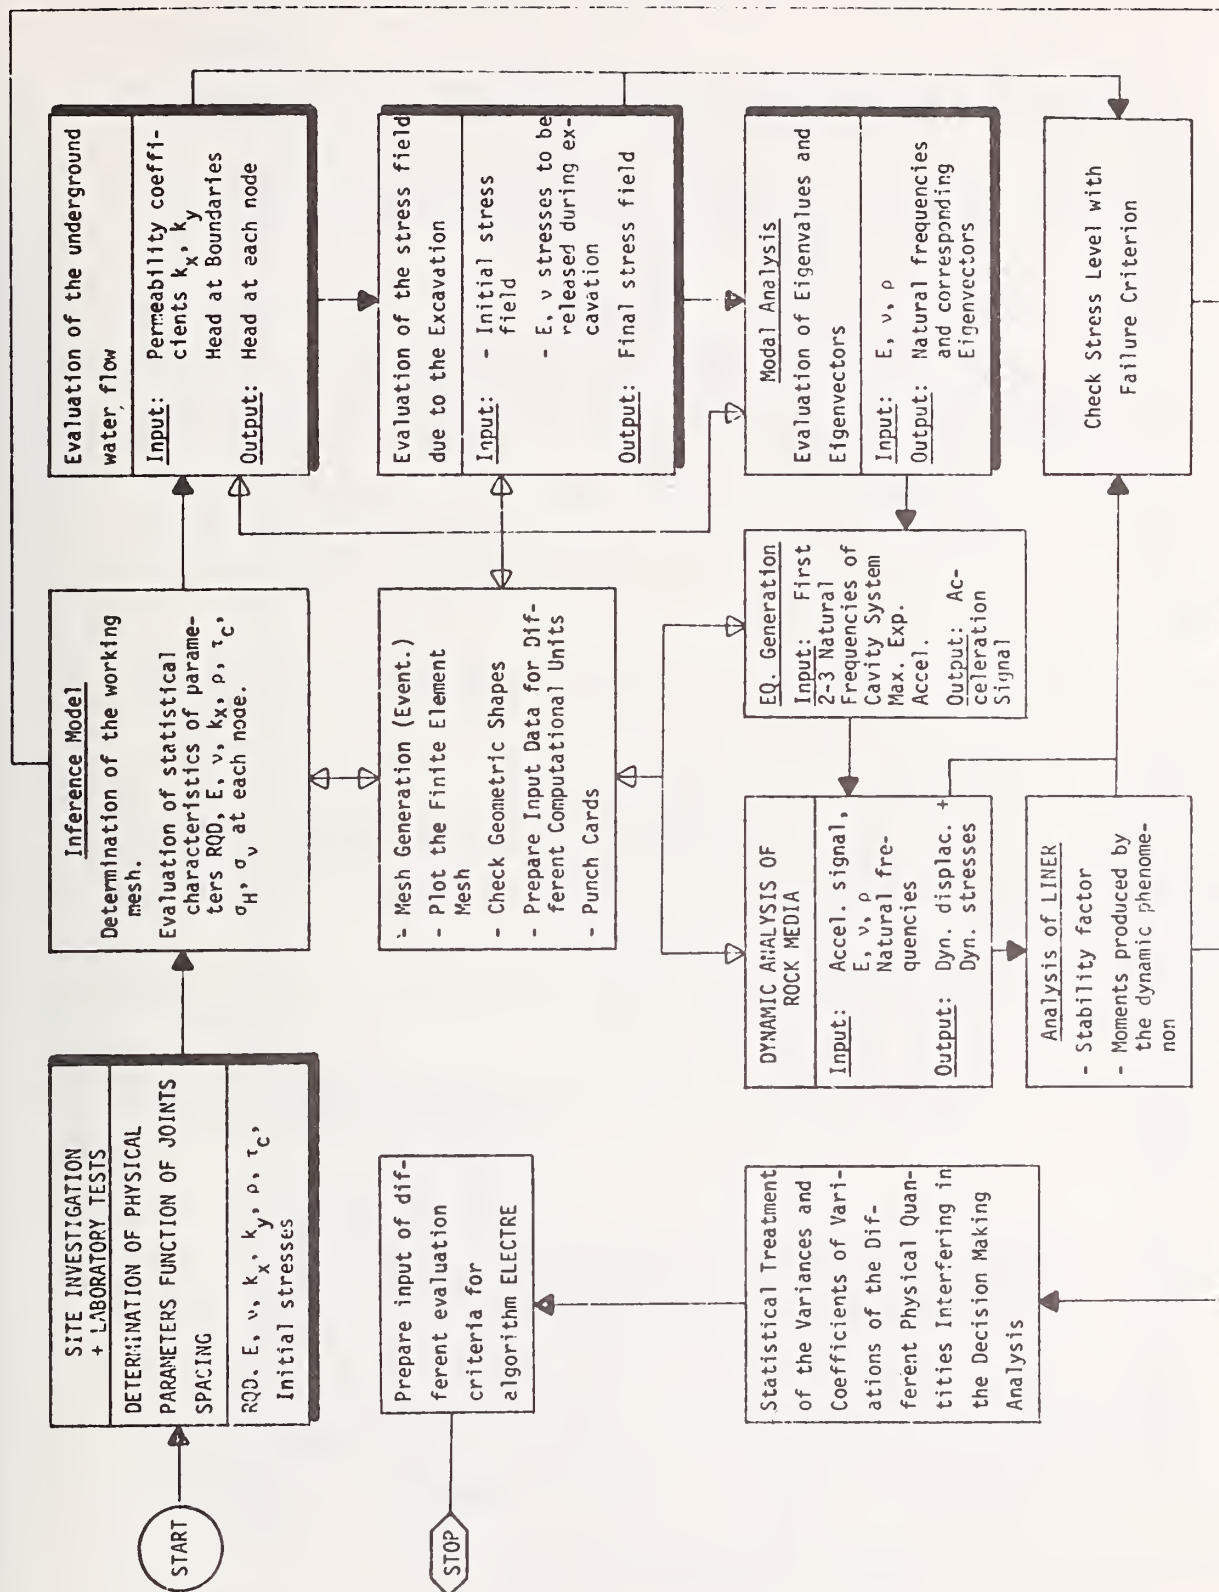 START
SITE INVESTIGATION
+ LABORATORY TESTS
DETERMINATION OF PHYSICAL
PARAMETERS FUNCTION OF JOINTS
SPACING
RQD. E, ν, kx, ky, ρ, τc,
Initial stresses
Inference Model
Determination of the working
mesh.
Evaluation of statistical
characteristics of parame-
ters RQD, E, ν, kx, ρ, τc,
σH, σν at each node.
Evaluation of the underground
water flow
Input: Permeability coeffi-
cients kx, ky
Head at Boundaries
Output: Head at each node
- Mesh Generation (Event.)
- Plot the Finite Element
Mesh
- Check Geometric Shapes
- Prepare Input Data for Dif-
ferent Computational Units
- Punch Cards
Evaluation of the stress field
due to the Excavation
Input: - Initial stress
field
- E, ν stresses to be
released during ex-
cavation
Output: Final stress field
Modal Analysis
Evaluation of Eigenvalues and
Eigenvectors
Input: E, ν, ρ
Output: Natural frequencies
and corresponding
Eigenvectors
EQ. Generation
Input: First
2-3 Natural
Frequencies of
Cavity System
Max. Exp.
Accel.
Output: Ac-
celeration
Signal
DYNAMIC ANALYSIS OF
ROCK MEDIA
Input: Accel. signal,
E, ν, ρ
Natural fre-
quencies
Output: Dyn. displac. +
Dyn. stresses
Analysis of LINER
- Stability factor
- Moments produced by
the dynamic phenome-
non
Check Stress Level with
Failure Criterion
Statistical Treatment
of the Variances and
Coefficients of Vari-
ations of the Dif-
ferent Physical Quan-
tities Interfering in
the Decision Making
Analysis
Prepare input of dif-
ferent evaluation
criteria for
algorithm ELECTRE
STOP